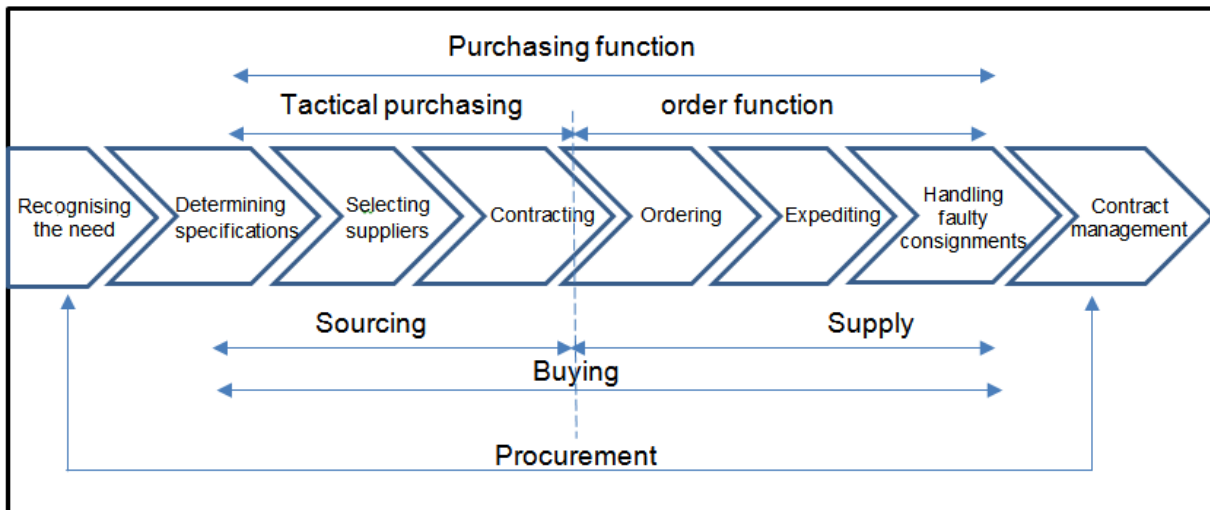 Purchasing function
Tactical purchasing
order function
Recognising
the need
Determining
specifications
Selecting
suppliers
Contracting
Ordering
Expediting
Handling
faulty
consignments
Contract
management
Sourcing
Supply
Buying
Procurement